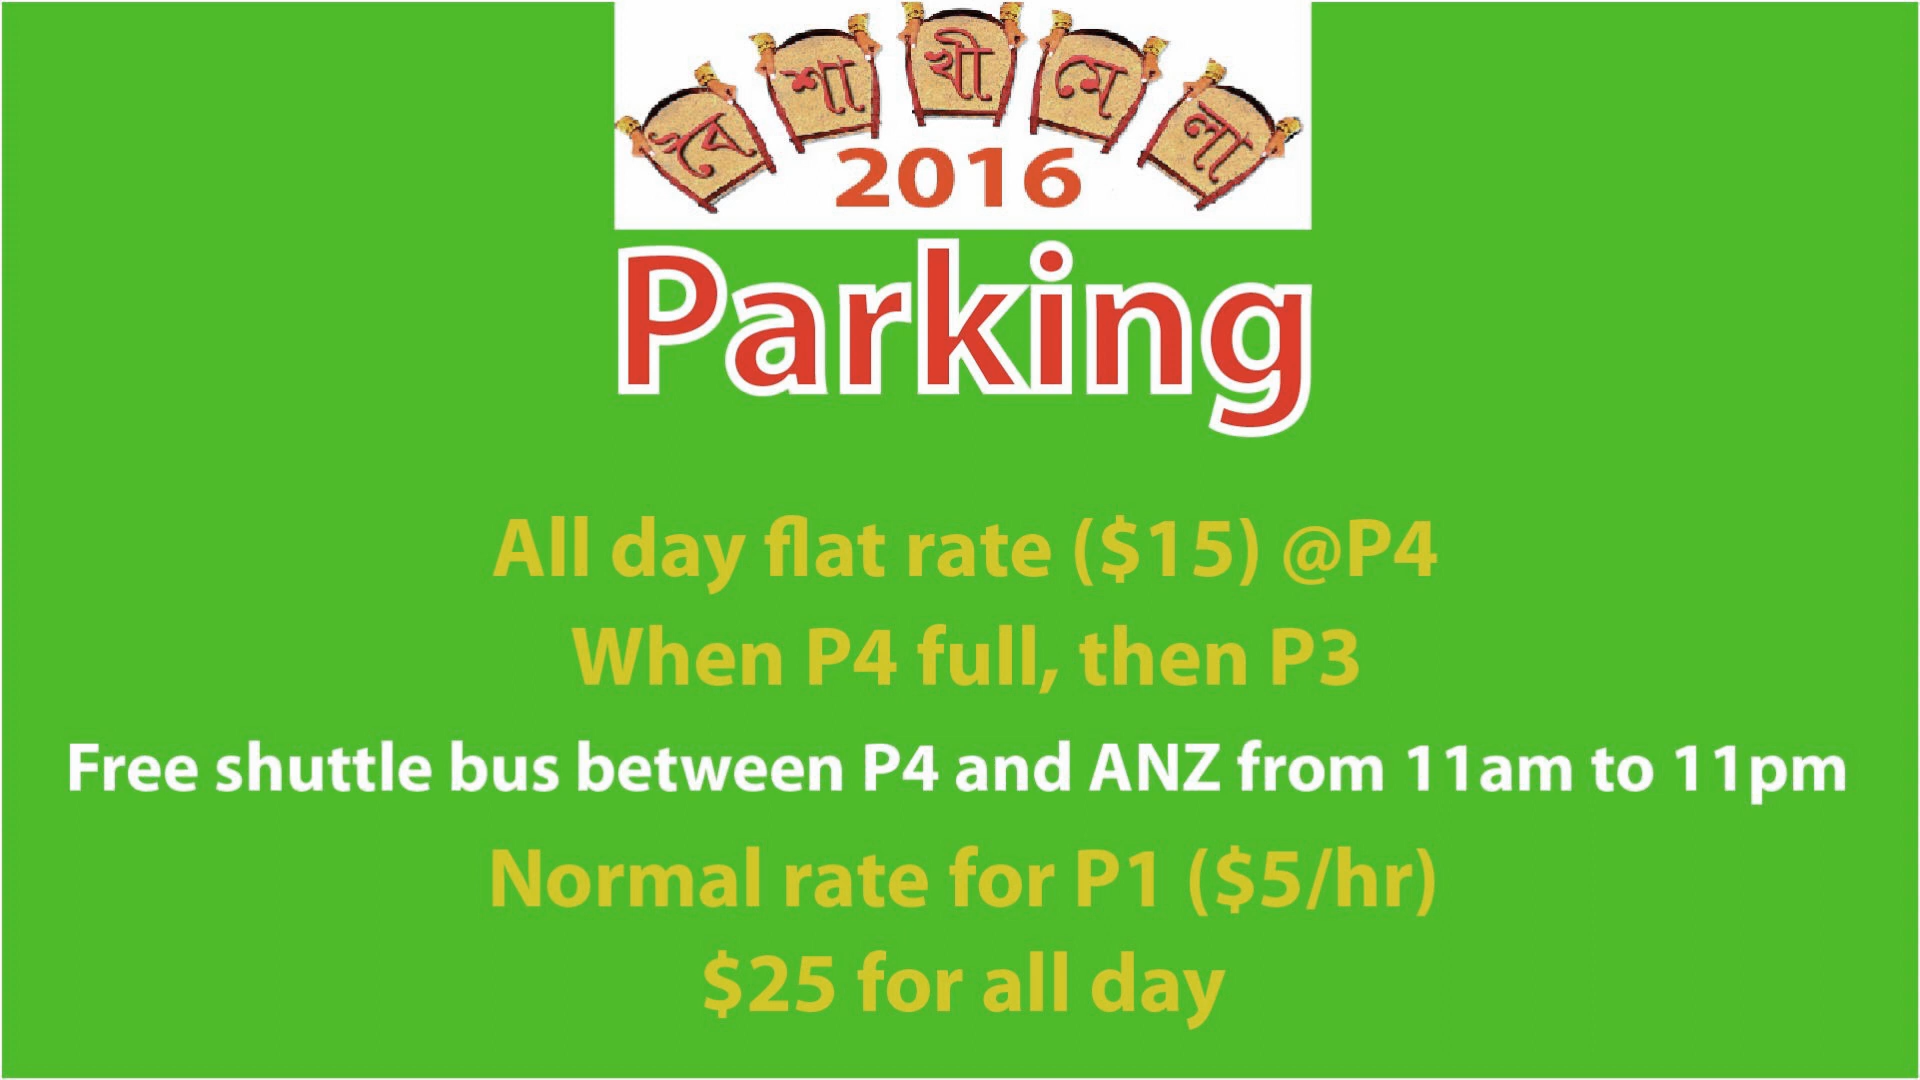 বৈশাখী মেলা
2016
Parking
All day flat rate ($15) @P4
When P4 full, then P3
Free shuttle bus between P4 and ANZ from 11am to 11pm
Normal rate for P1 ($5/hr)
$25 for all day